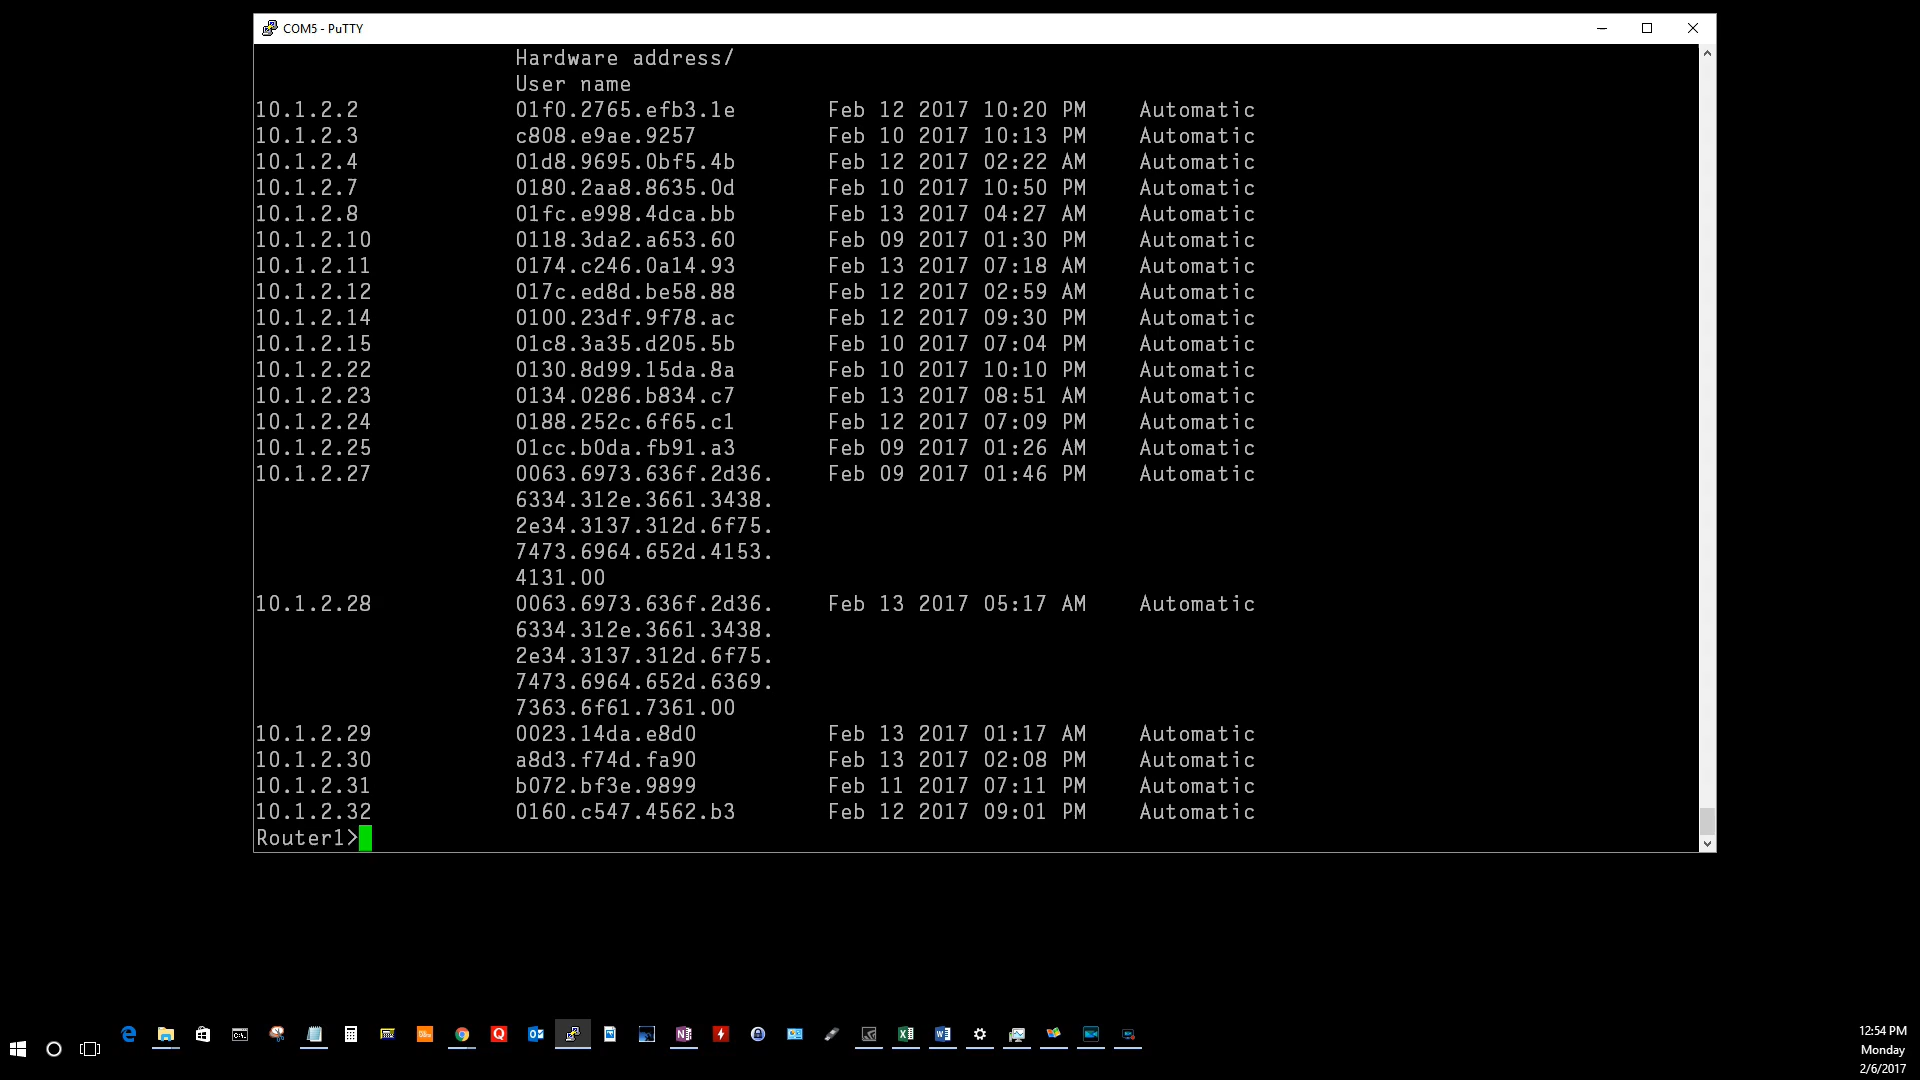 COM5 - PuTTY
Hardware address/
User name
10.1.2.2 01f0.2765.efb3.1e Feb 12 2017 10:20 PM Automatic
10.1.2.3 c808.e9ae.9257 Feb 10 2017 10:13 PM Automatic
10.1.2.4 01d8.9695.0bf5.4b Feb 12 2017 02:22 AM Automatic
10.1.2.7 0180.2aa8.8635.0d Feb 10 2017 10:50 PM Automatic
10.1.2.8 01fc.e998.4dca.bb Feb 13 2017 04:27 AM Automatic
10.1.2.10 0118.3da2.a653.60 Feb 09 2017 01:30 PM Automatic
10.1.2.11 0174.c246.0a14.93 Feb 13 2017 07:18 AM Automatic
10.1.2.12 017c.ed8d.be58.88 Feb 12 2017 02:59 AM Automatic
10.1.2.14 0100.23df.9f78.ac Feb 12 2017 09:30 PM Automatic
10.1.2.15 01c8.3a35.d205.5b Feb 10 2017 07:04 PM Automatic
10.1.2.22 0130.8d99.15da.8a Feb 10 2017 10:10 PM Automatic
10.1.2.23 0134.0286.b834.c7 Feb 13 2017 08:51 AM Automatic
10.1.2.24 0188.252c.6f65.c1 Feb 12 2017 07:09 PM Automatic
10.1.2.25 01cc.b0da.fb91.a3 Feb 09 2017 01:26 AM Automatic
10.1.2.27 0063.6973.636f.2d36. Feb 09 2017 01:46 PM Automatic
6334.312e.3661.3438.
2e34.3137.312d.6f75.
7473.6964.652d.4153.
4131.00
10.1.2.28 0063.6973.636f.2d36. Feb 13 2017 05:17 AM Automatic
6334.312e.3661.3438.
2e34.3137.312d.6f75.
7473.6964.652d.6369.
7363.6f61.7361.00
10.1.2.29 0023.14da.e8d0 Feb 13 2017 01:17 AM Automatic
10.1.2.30 a8d3.f74d.fa90 Feb 13 2017 02:08 PM Automatic
10.1.2.31 b072.bf3e.9899 Feb 11 2017 07:11 PM Automatic
10.1.2.32 0160.c547.4562.b3 Feb 12 2017 09:01 PM Automatic
Router1>
12:54 PM
Monday
2/6/2017